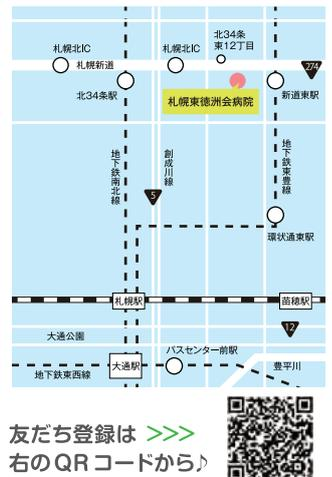 北34条
東12丁目
札幌北IC
札幌北IC
札幌新道
274
北34条駅
札幌東徳洲会病院
新道東駅
地下鉄南北線
創成川線
地下鉄東豊線
5
環状通東駅
札幌駅
苗穂駅
12
大通公園
バスセンター前駅
大通駅
豊平川
地下鉄東西線
友だち登録は >>>
右のQRコードから♪